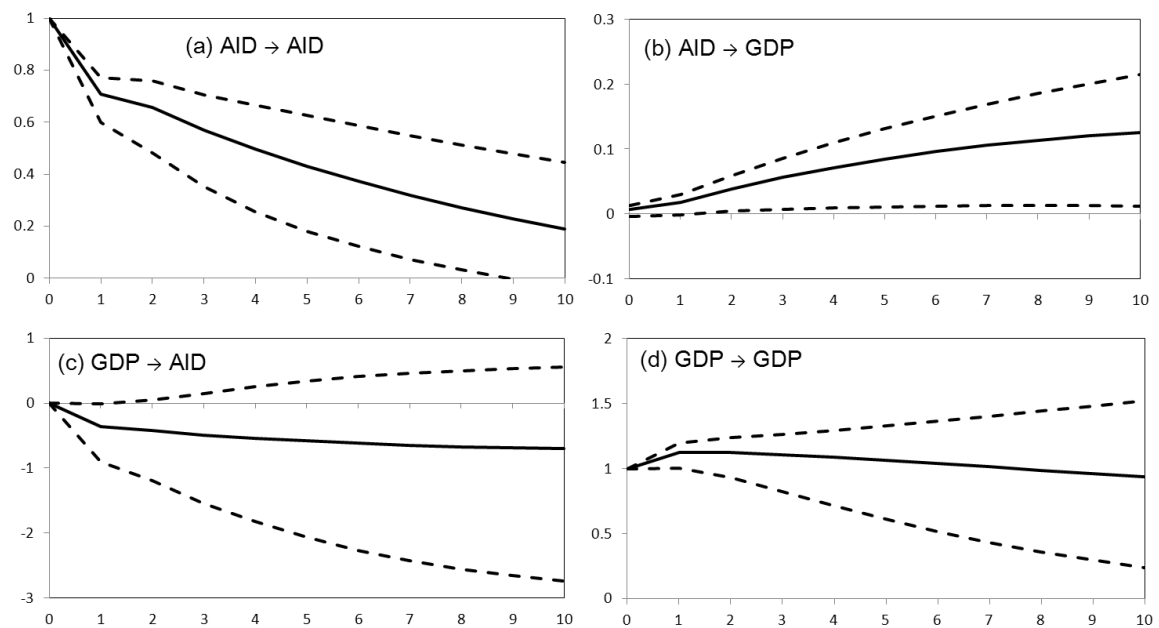 (a) AID → AID
1
0.8
0.6
0.4
0.2
0
0 1 2 3 4 5 6 7 8 9 10
(b) AID → GDP
0.3
0.2
0.1
0
-0.1
0 1 2 3 4 5 6 7 8 9 10
(c) GDP → AID
1
0
-1
-2
-3
0 1 2 3 4 5 6 7 8 9 10
(d) GDP → GDP
2
1.5
1
0.5
0
0 1 2 3 4 5 6 7 8 9 10